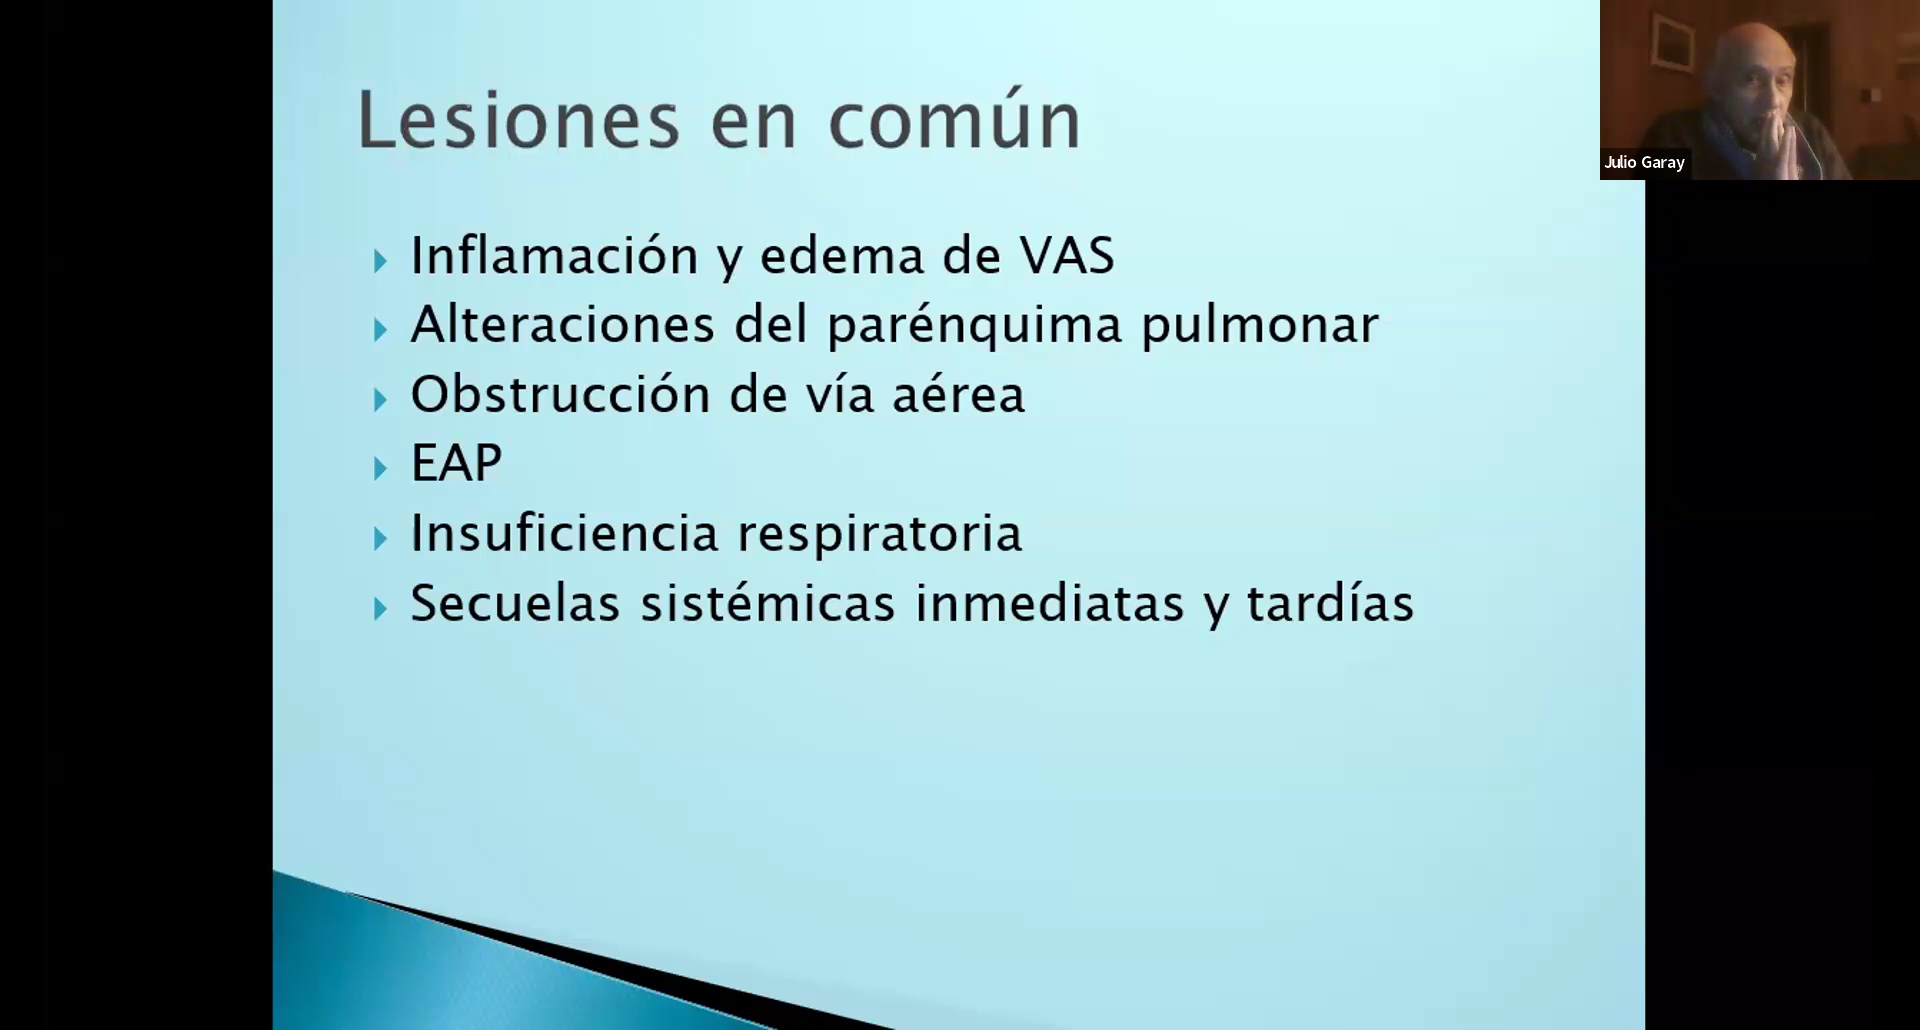 Lesiones en común
Inflamación y edema de VAS
Alteraciones del parénquima pulmonar
Obstrucción de vía aérea
EAP
Insuficiencia respiratoria
Secuelas sistémicas inmediatas y tardías
Julio Garay